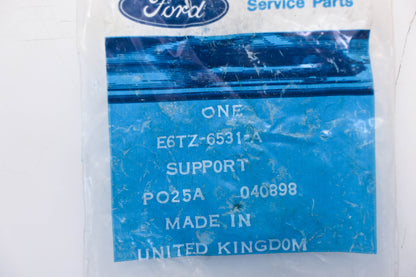 Ford
Service Parts
ONE
E6TZ-6531-A
SUPPORT
PO25A 040898
MADE IN
UNITED KINGDOM